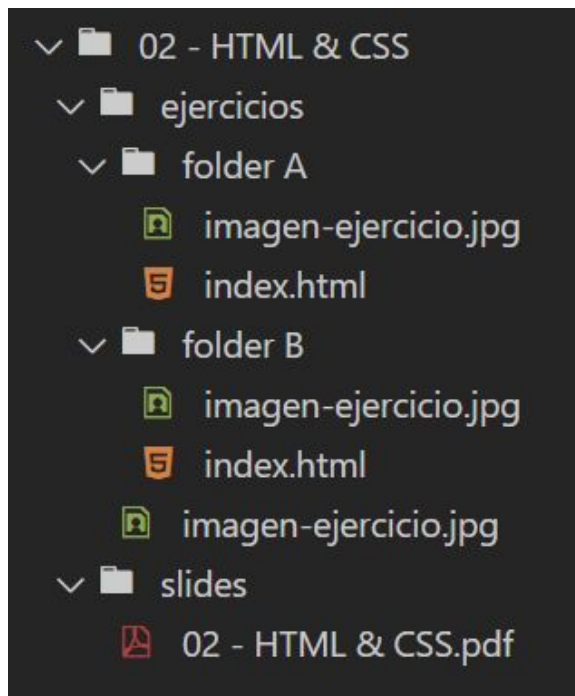 02 - HTML & CSS
ejercicios
folder A
imagen-ejercicio.jpg
index.html
folder B
imagen-ejercicio.jpg
index.html
imagen-ejercicio.jpg
slides
02 - HTML & CSS.pdf